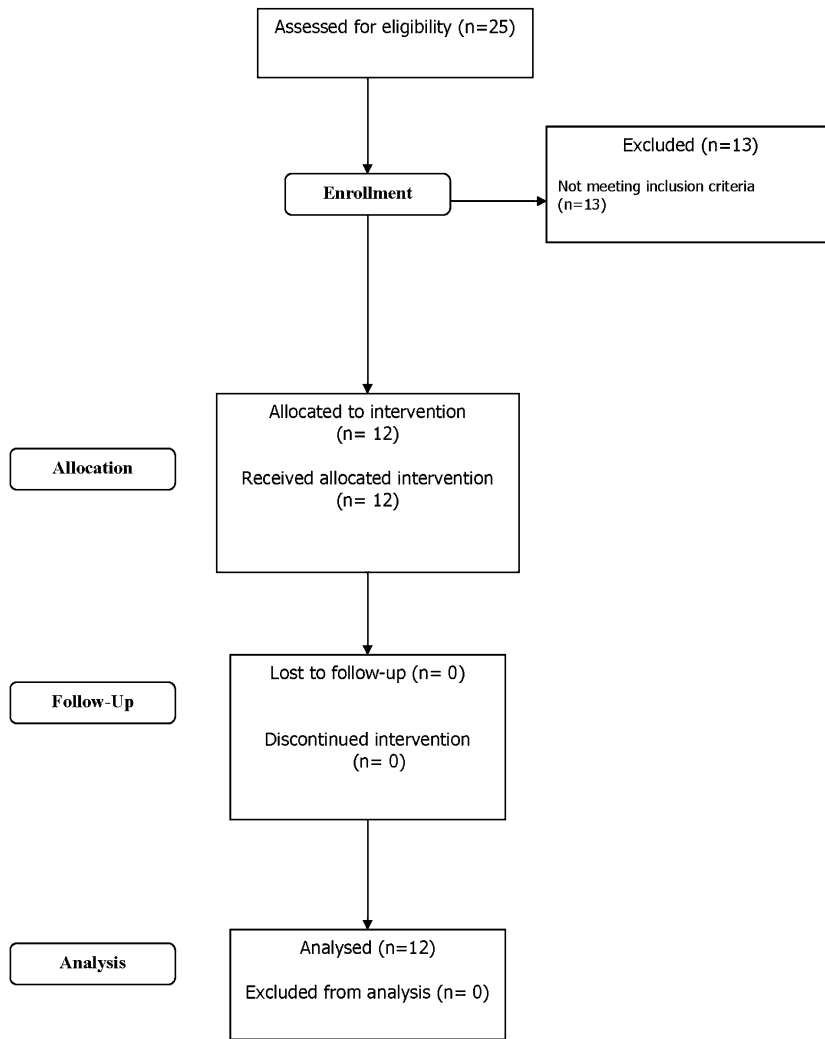 Assessed for eligibility (n=25)
Excluded (n=13)
Not meeting inclusion criteria
(n=13)
Enrollment
Allocated to intervention
(n= 12)
Received allocated intervention
(n= 12)
Allocation
Lost to follow-up (n= 0)
Discontinued intervention
(n= 0)
Follow-Up
Analysed (n=12)
Excluded from analysis (n= 0)
Analysis